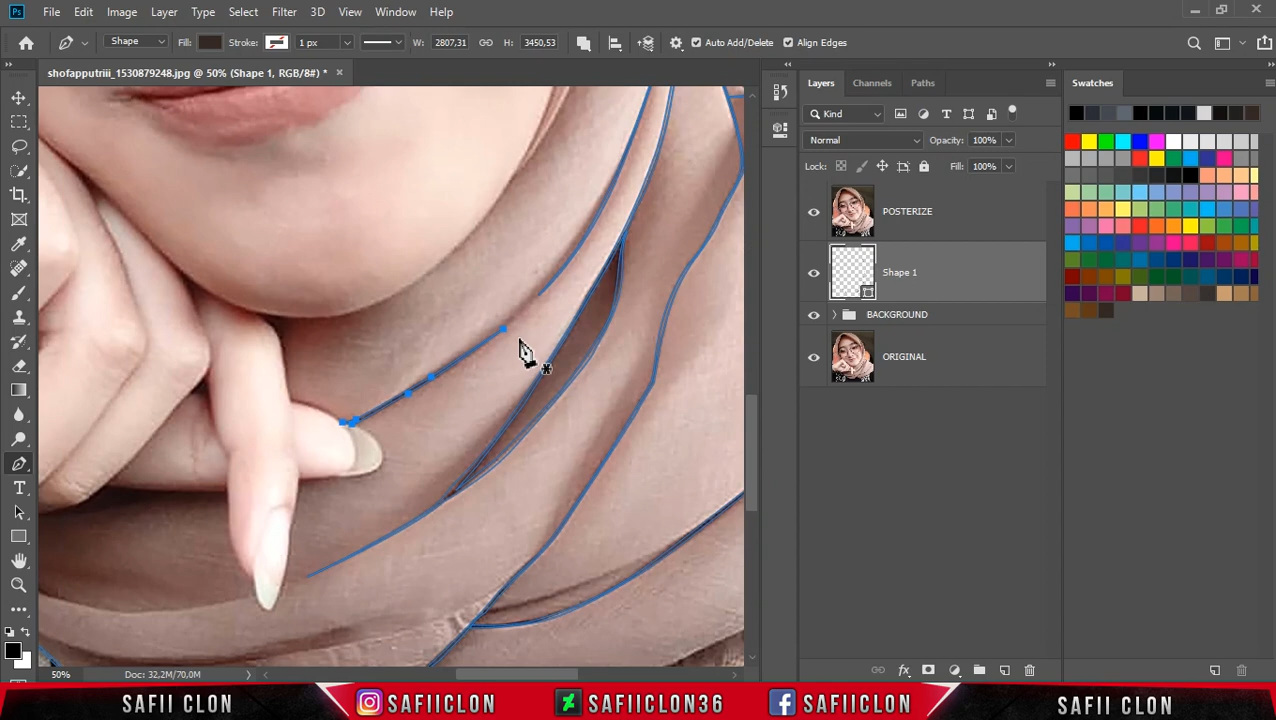 Ps File Edit Image Layer Type Select Filter 3D View Window Help
Shape Fill: Stroke: 1 px W: 2807,31 H: 3450,53 Auto Add/Delete Align Edges
shofapputriii_1530879248.jpg @ 50% (Shape 1, RGB/8#) *
Layers Channels Paths
Swatches
Kind
Normal Opacity: 100%
Lock: Fill: 100%
POSTERIZE
Shape 1
BACKGROUND
ORIGINAL
50% Doc: 32,2M/70,0M
SAFII CLON SAFIICLON SAFIICLON36 SAFIICLON SAFII CLON